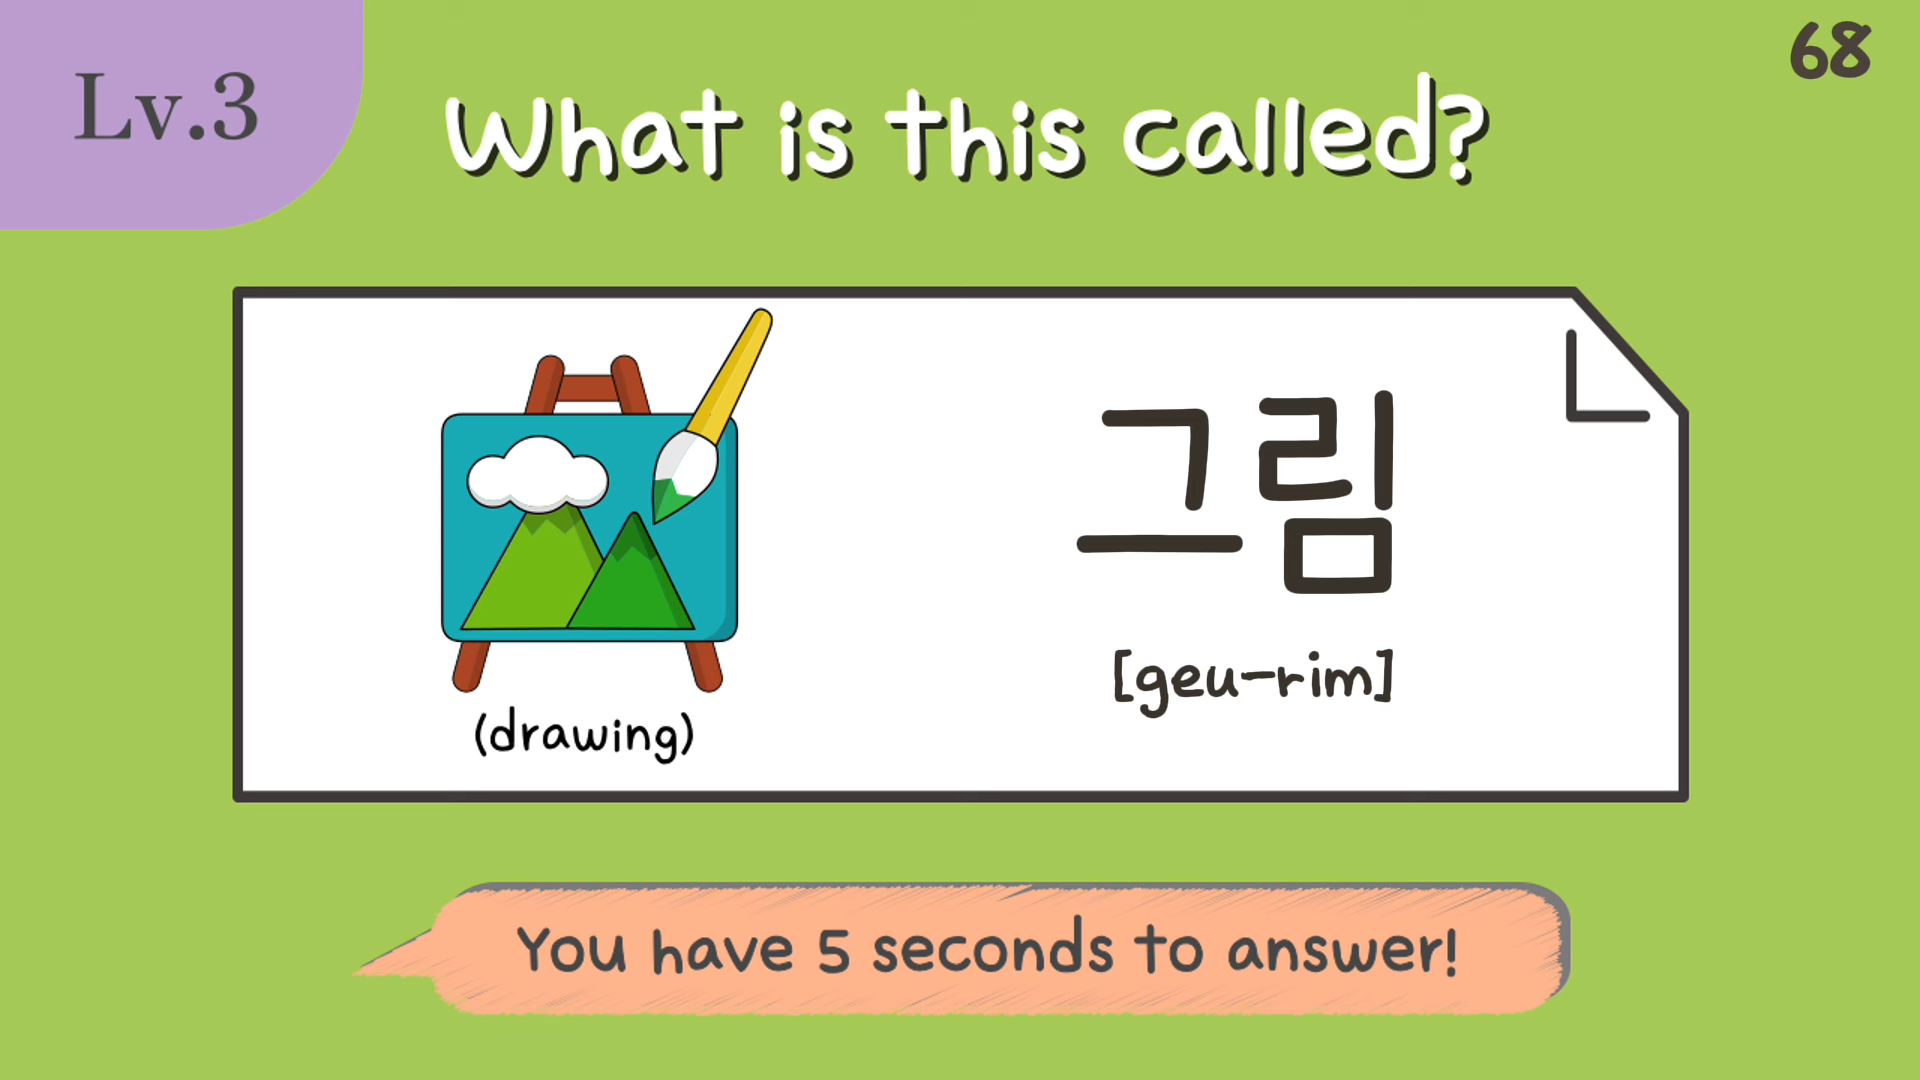 Lv.3
68
What is this called?
그림
[geu-rim]
(drawing)
You have 5 seconds to answer!